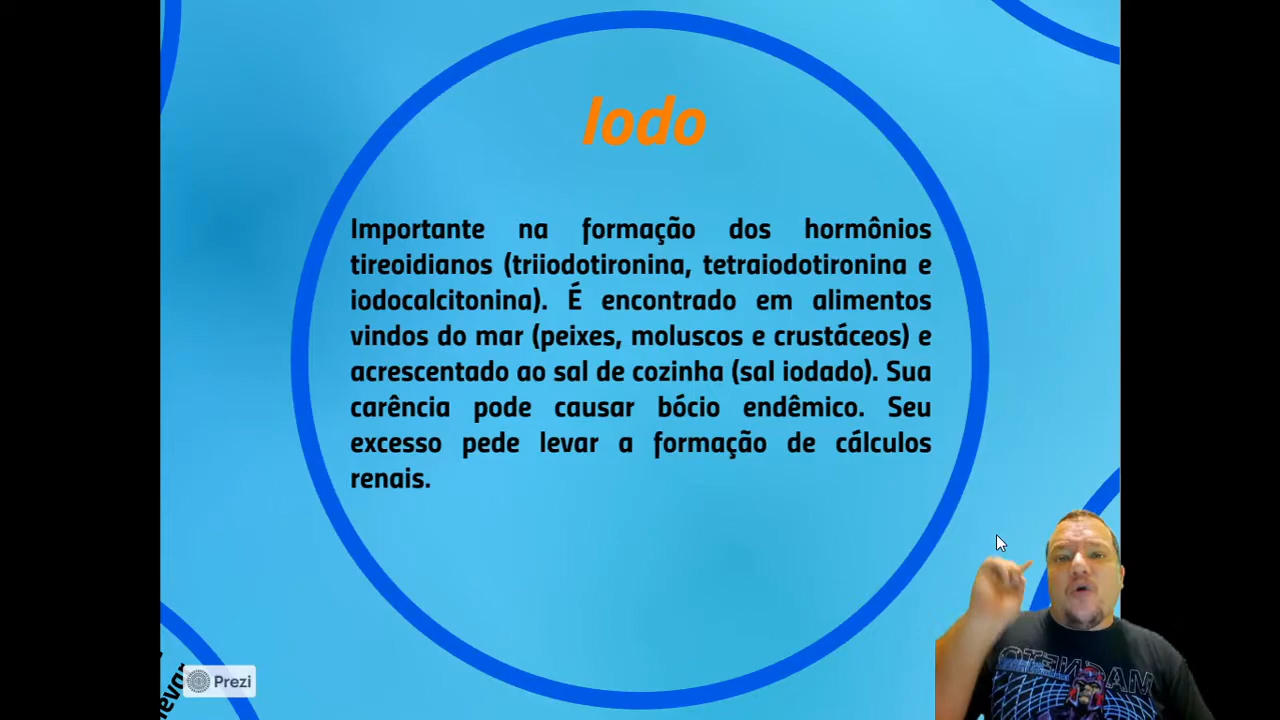 Iodo
Importante na formação dos hormônios
tireoidianos (triiodotironina, tetraiodotironina e
iodocalcitonina). É encontrado em alimentos
vindos do mar (peixes, moluscos e crustáceos) e
acrescentado ao sal de cozinha (sal iodado). Sua
carência pode causar bócio endêmico. Seu
excesso pede levar a formação de cálculos
renais.
levar
Prezi
MAGNETO